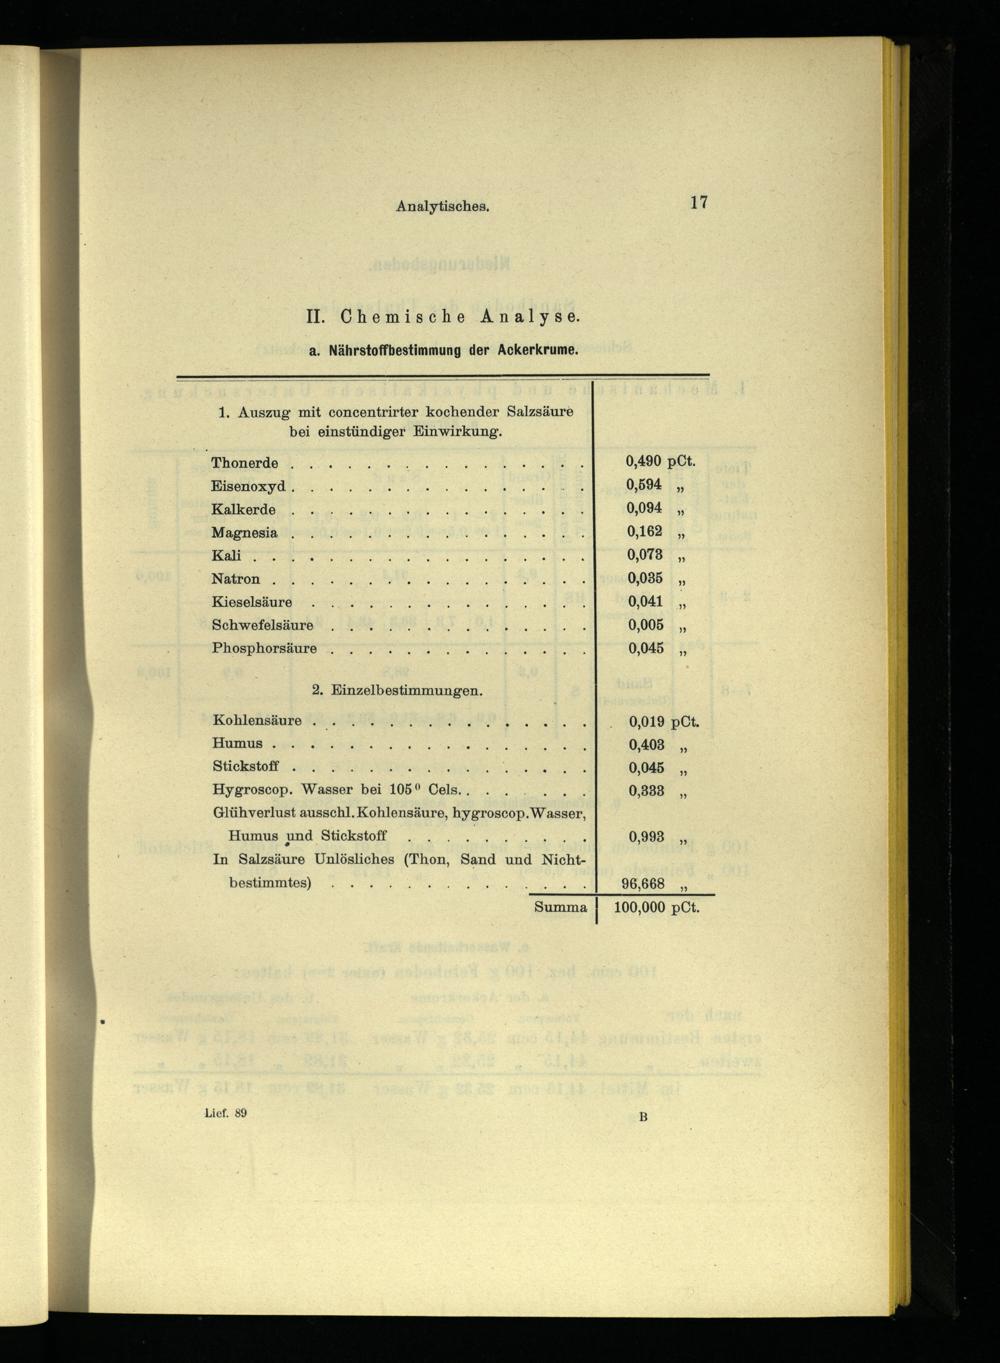 Analytisches.
17
II. Chemische Analyse.
a. Nährstoffbestimmung der Ackerkrume.
1. Auszug mit concentrirter kochender Salzsäure
bei einstündiger Einwirkung.
Thonerde . . . . . . . . . . . . . . . . 0,490 pCt.
Eisenoxyd . . . . . . . . . . . . . . . . 0,594 „
Kalkerde . . . . . . . . . . . . . . . . 0,094 „
Magnesia . . . . . . . . . . . . . . . . 0,162 „
Kali . . . . . . . . . . . . . . . . . . 0,073 „
Natron . . . . . . . . . . . . . . . . . 0,035 „
Kieselsäure . . . . . . . . . . . . . . . 0,041 „
Schwefelsäure . . . . . . . . . . . . . . 0,005 „
Phosphorsäure . . . . . . . . . . . . . . 0,045 „
2. Einzelbestimmungen.
Kohlensäure . . . . . . . . . . . . . . . 0,019 pCt.
Humus . . . . . . . . . . . . . . . . . 0,403 „
Stickstoff . . . . . . . . . . . . . . . . 0,045 „
Hygroscop. Wasser bei 105° Cels. . . . . . . . 0,333 „
Glühverlust ausschl. Kohlensäure, hygroscop. Wasser,
Humus und Stickstoff . . . . . . . . . . 0,993 „
In Salzsäure Unlösliches (Thon, Sand und Nicht-
bestimmtes) . . . . . . . . . . . . . . 96,668 „
Summa 100,000 pCt.
Lief. 89
B